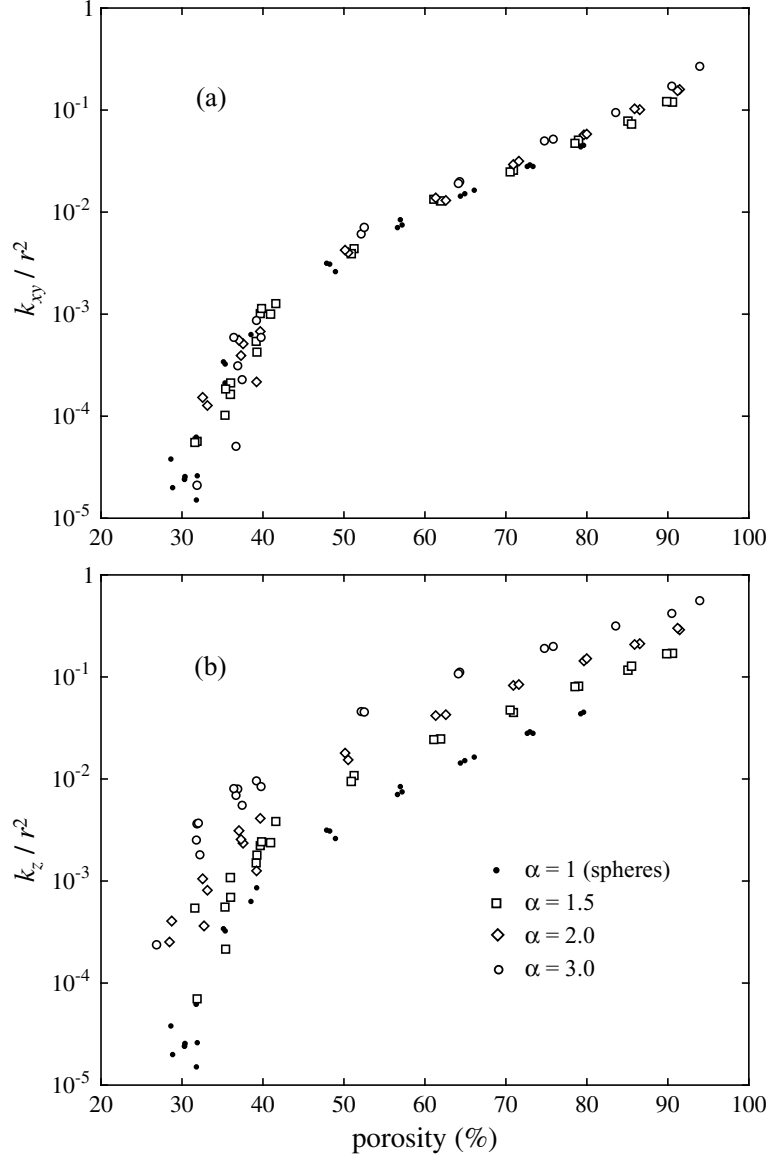 1
10⁻¹
10⁻²
10⁻³
10⁻⁴
10⁻⁵
k_xy / r²
(a)
20 30 40 50 60 70 80 90 100
1
10⁻¹
10⁻²
10⁻³
10⁻⁴
10⁻⁵
k_z / r²
(b)
α = 1 (spheres)
α = 1.5
α = 2.0
α = 3.0
20 30 40 50 60 70 80 90 100
porosity (%)